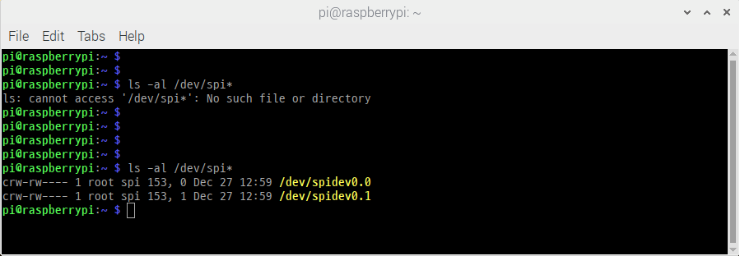 pi@raspberrypi: ~
File Edit Tabs Help
pi@raspberrypi:~ $
pi@raspberrypi:~ $
pi@raspberrypi:~ $ ls -al /dev/spi*
ls: cannot access '/dev/spi*': No such file or directory
pi@raspberrypi:~ $
pi@raspberrypi:~ $
pi@raspberrypi:~ $
pi@raspberrypi:~ $
pi@raspberrypi:~ $ ls -al /dev/spi*
crw-rw---- 1 root spi 153, 0 Dec 27 12:59 /dev/spidev0.0
crw-rw---- 1 root spi 153, 1 Dec 27 12:59 /dev/spidev0.1
pi@raspberrypi:~ $